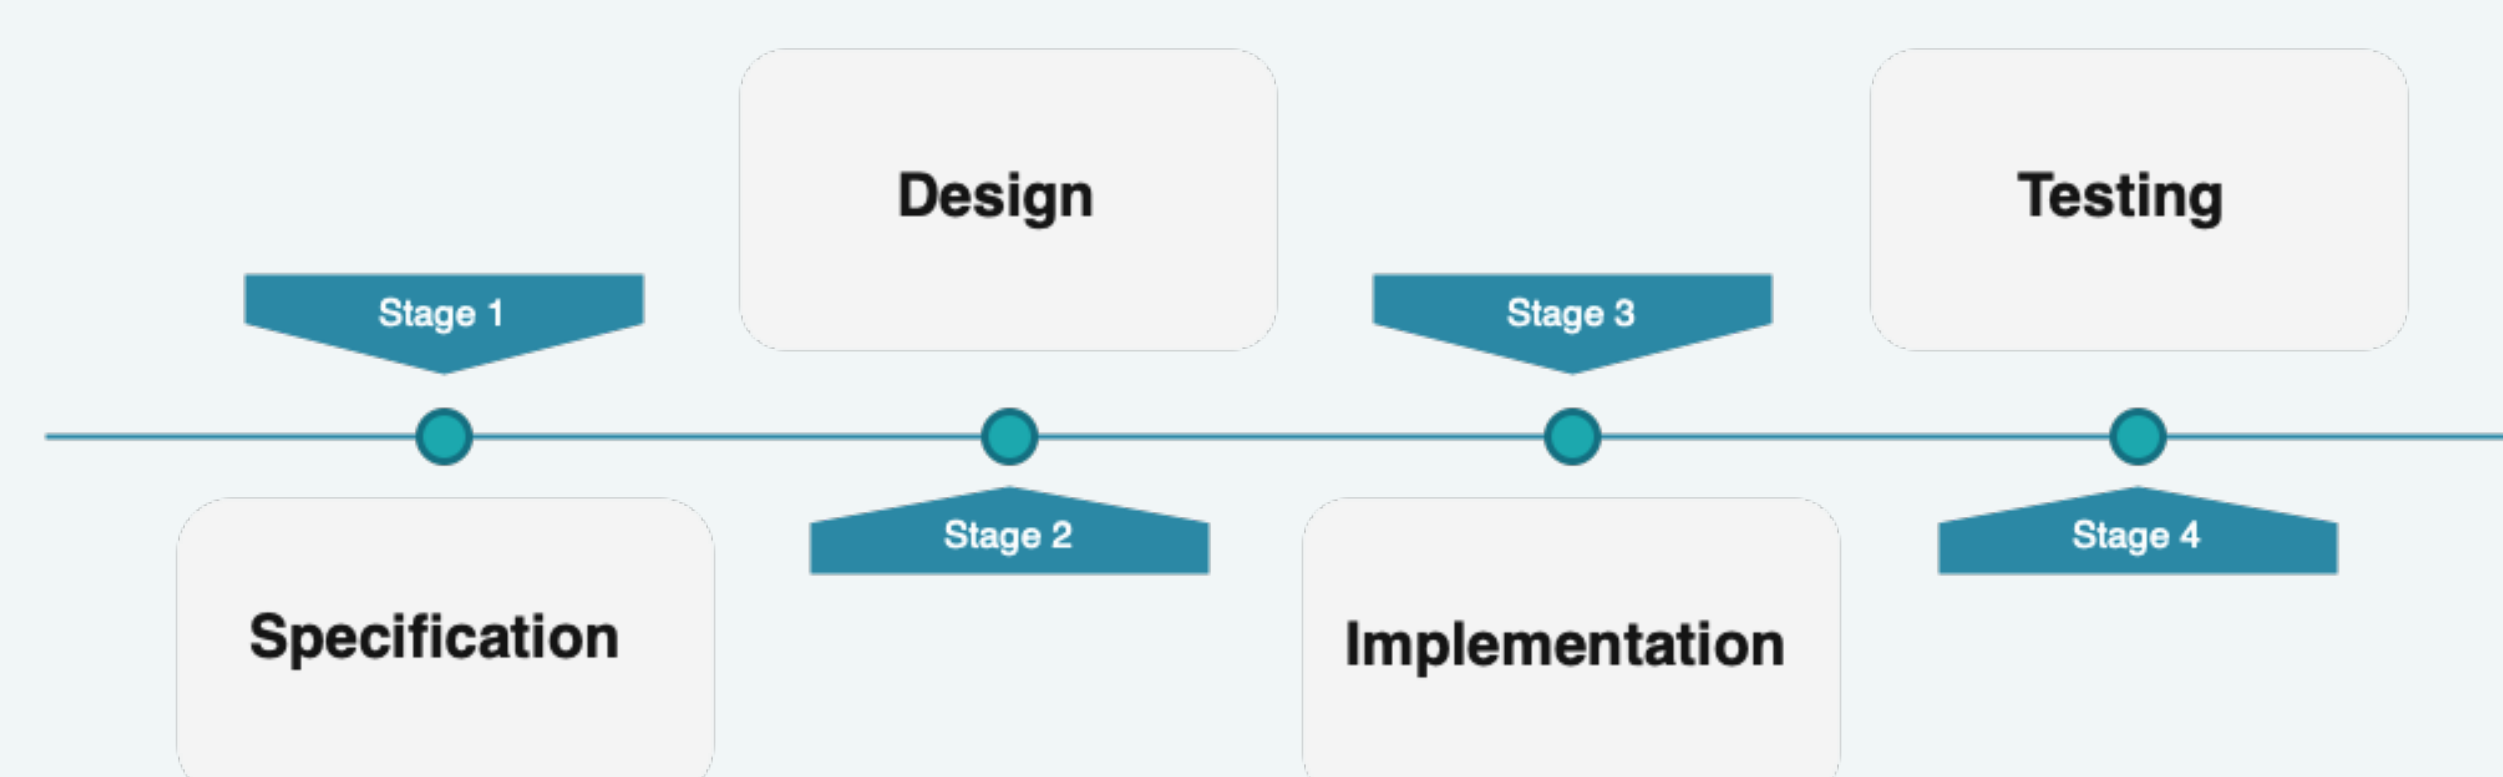 Stage 1
Specification
Design
Stage 2
Stage 3
Implementation
Testing
Stage 4